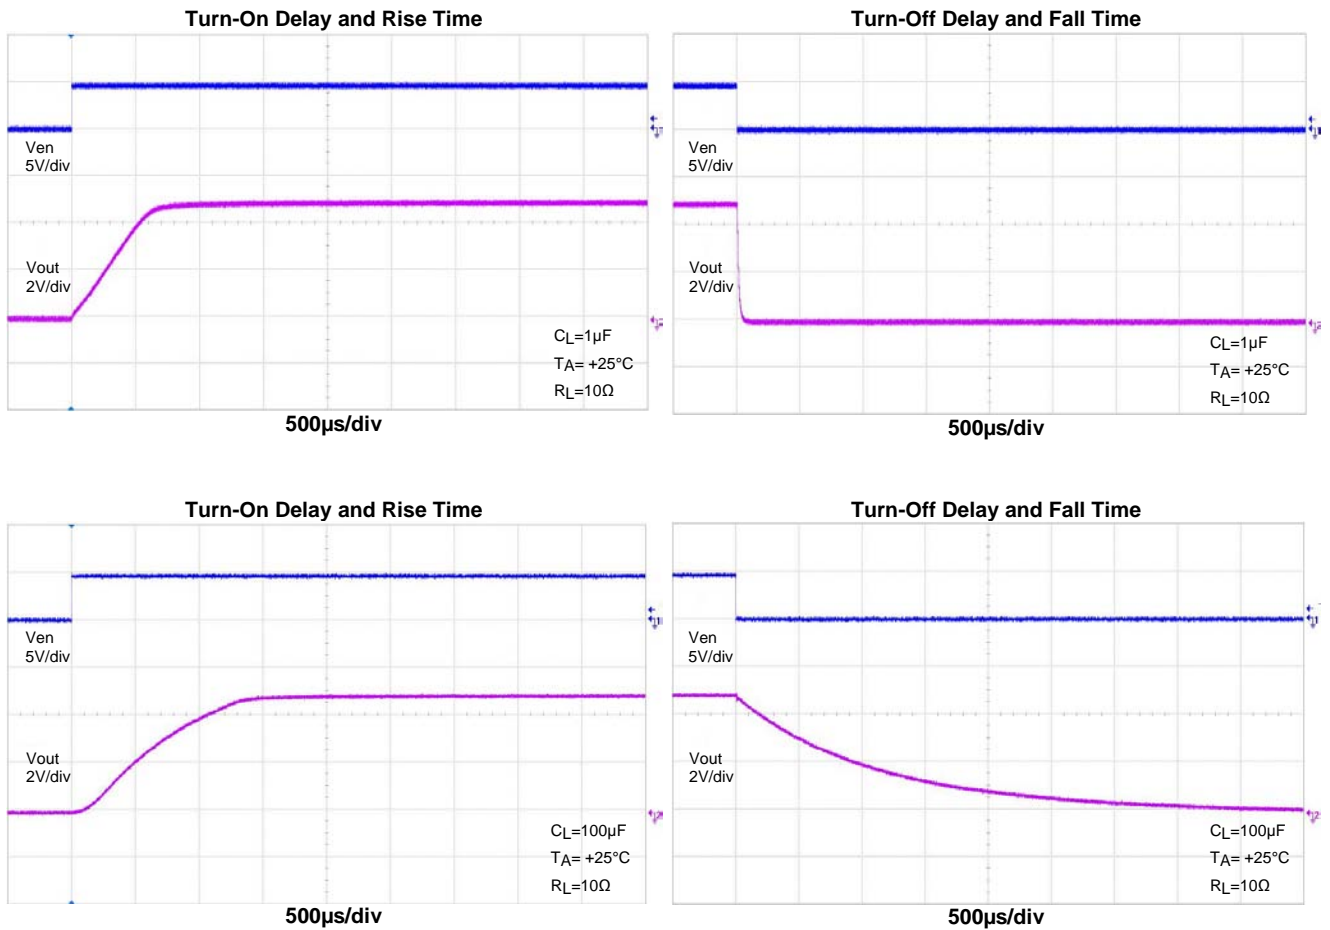 Turn-On Delay and Rise Time
Ven
5V/div
Vout
2V/div
CL=1µF
TA= +25°C
RL=10Ω
500µs/div
Turn-Off Delay and Fall Time
Ven
5V/div
Vout
2V/div
CL=1µF
TA= +25°C
RL=10Ω
500µs/div
Turn-On Delay and Rise Time
Ven
5V/div
Vout
2V/div
CL=100µF
TA= +25°C
RL=10Ω
500µs/div
Turn-Off Delay and Fall Time
Ven
5V/div
Vout
2V/div
CL=100µF
TA= +25°C
RL=10Ω
500µs/div